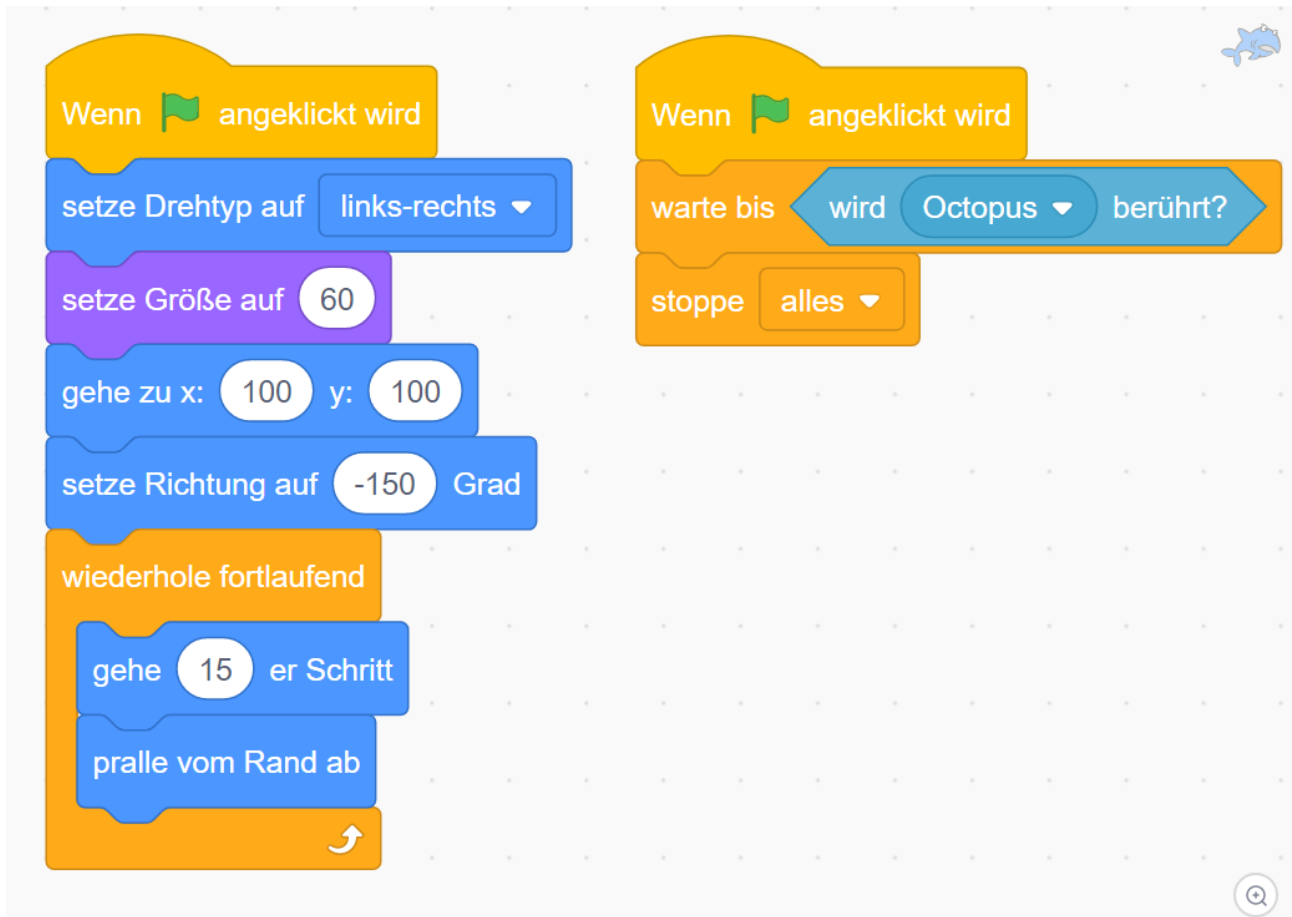 Wenn angeklickt wird
setze Drehtyp auf links-rechts
setze Größe auf 60
gehe zu x: 100 y: 100
setze Richtung auf -150 Grad
wiederhole fortlaufend
gehe 15 er Schritt
pralle vom Rand ab
Wenn angeklickt wird
warte bis wird Octopus berührt?
stoppe alles